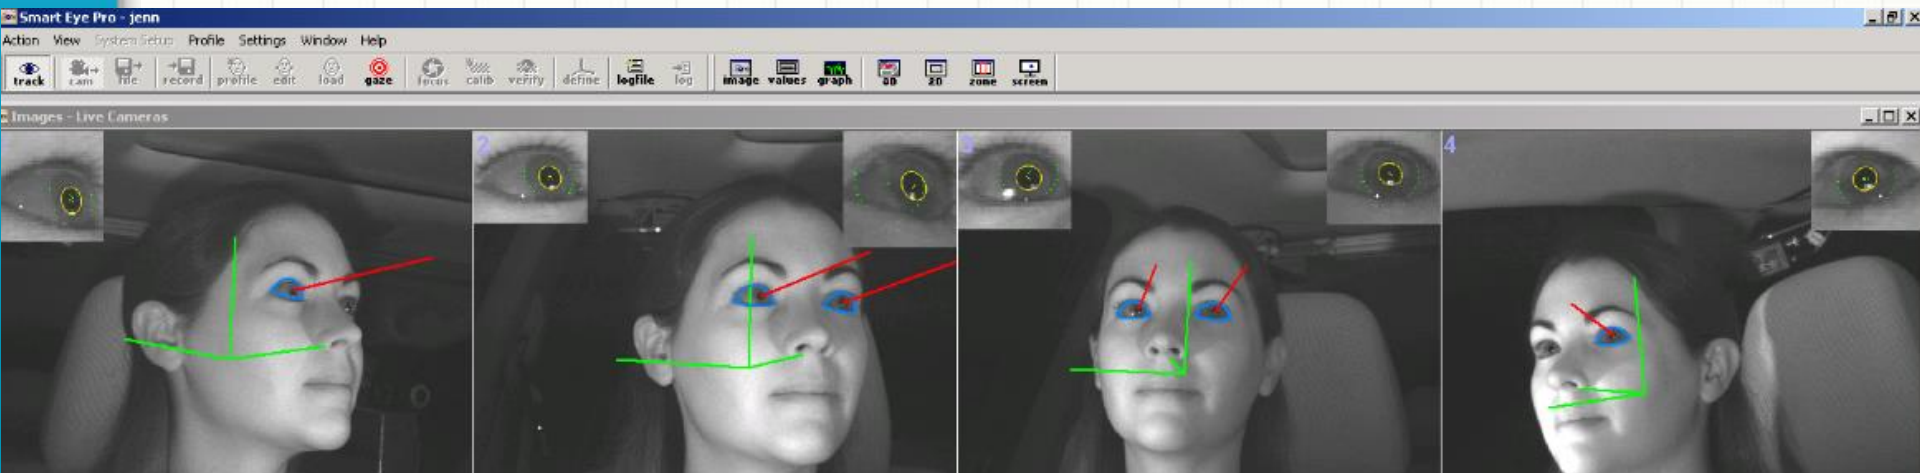 Smart Eye Pro - jenn
Action View System Setup Profile Settings Window Help
track cam file record profile edit load gaze focus calib verify define logfile log image values graph 3D 2D zone screen
Images - Live Cameras
2 3 4